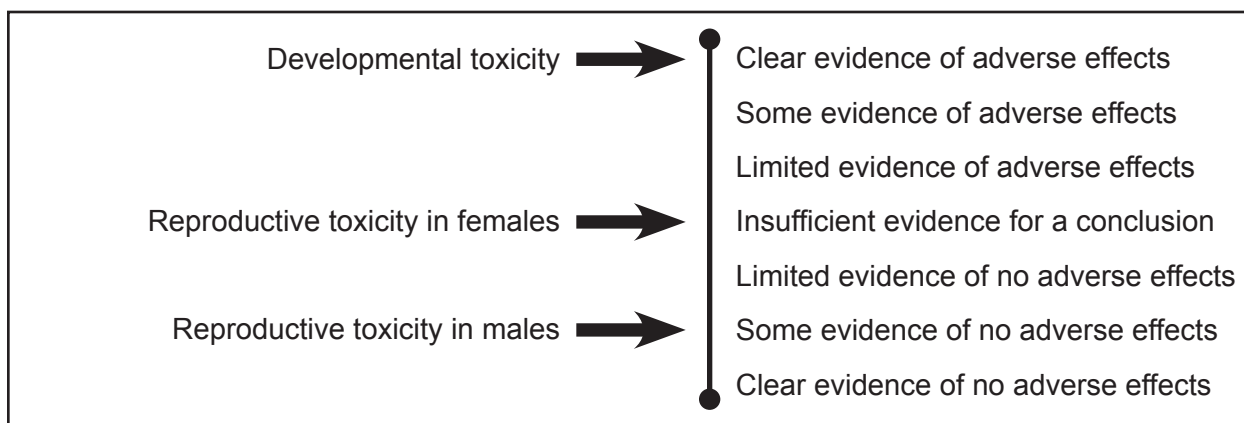 Developmental toxicity Clear evidence of adverse effects
Some evidence of adverse effects
Limited evidence of adverse effects
Reproductive toxicity in females Insufficient evidence for a conclusion
Limited evidence of no adverse effects
Reproductive toxicity in males Some evidence of no adverse effects
Clear evidence of no adverse effects